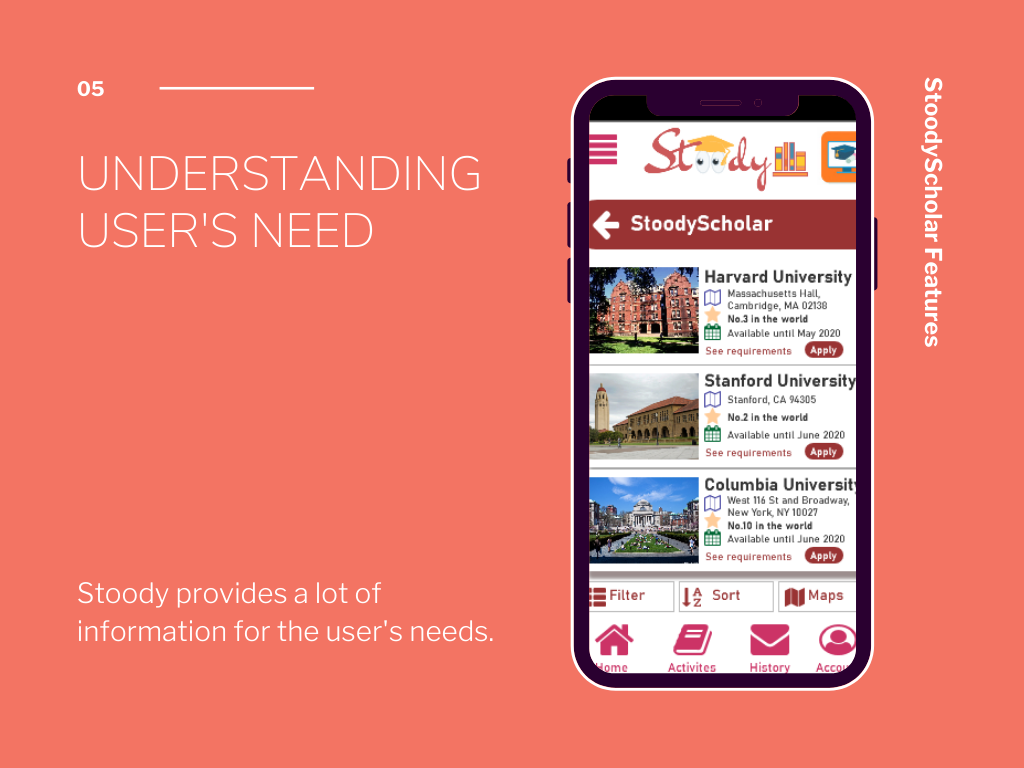 05
UNDERSTANDING
USER'S NEED
Stoody provides a lot of
information for the user's needs.
Stoody
StoodyScholar
Harvard University
Massachusetts Hall,
Cambridge, MA 02138
No.3 in the world
Available until May 2020
See requirements Apply
Stanford University
Stanford, CA 94305
No.2 in the world
Available until June 2020
See requirements Apply
Columbia University
West 116 St and Broadway,
New York, NY 10027
No.10 in the world
Available until June 2020
See requirements Apply
Filter AZ Sort Maps
Home Activites History Accou
StoodyScholar Features